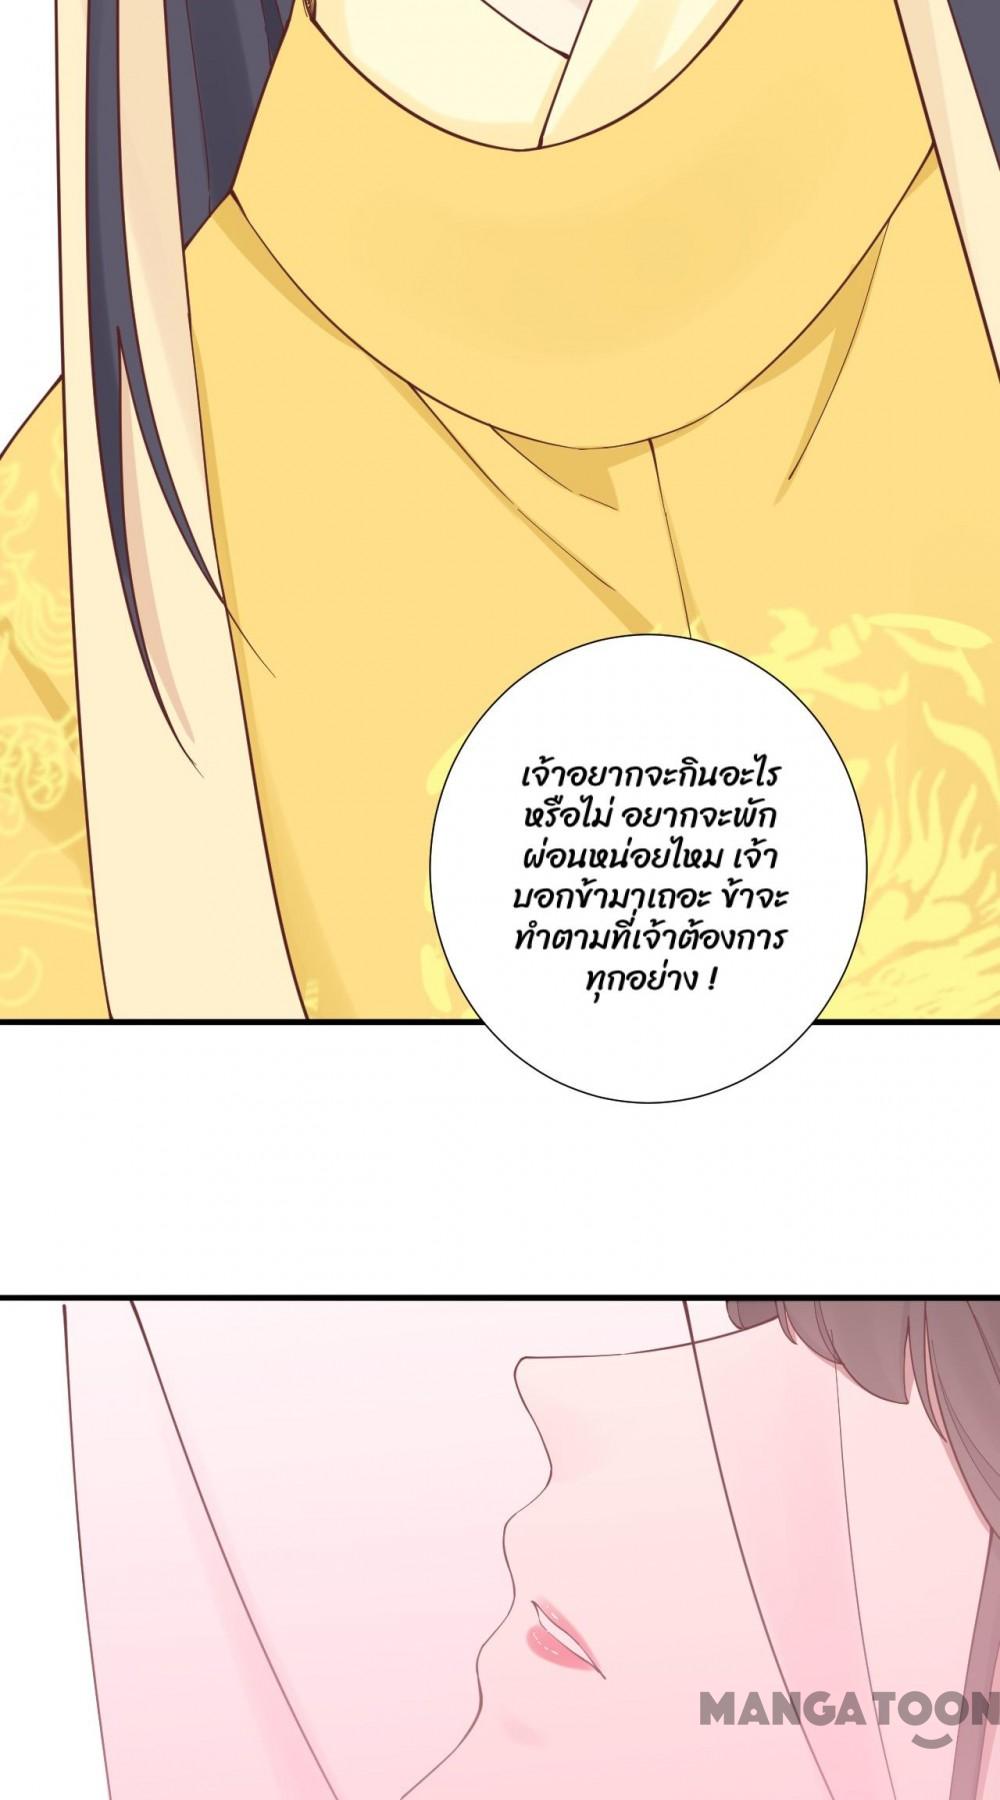 เจ้าอยากจะกินอะไร
หรือไม่ อยากจะพัก
ผ่อนหน่อยไหม เจ้า
บอกข้ามาเถอะ ข้าจะ
ทำตามที่เจ้าต้องการ
ทุกอย่าง !
MANGATOON